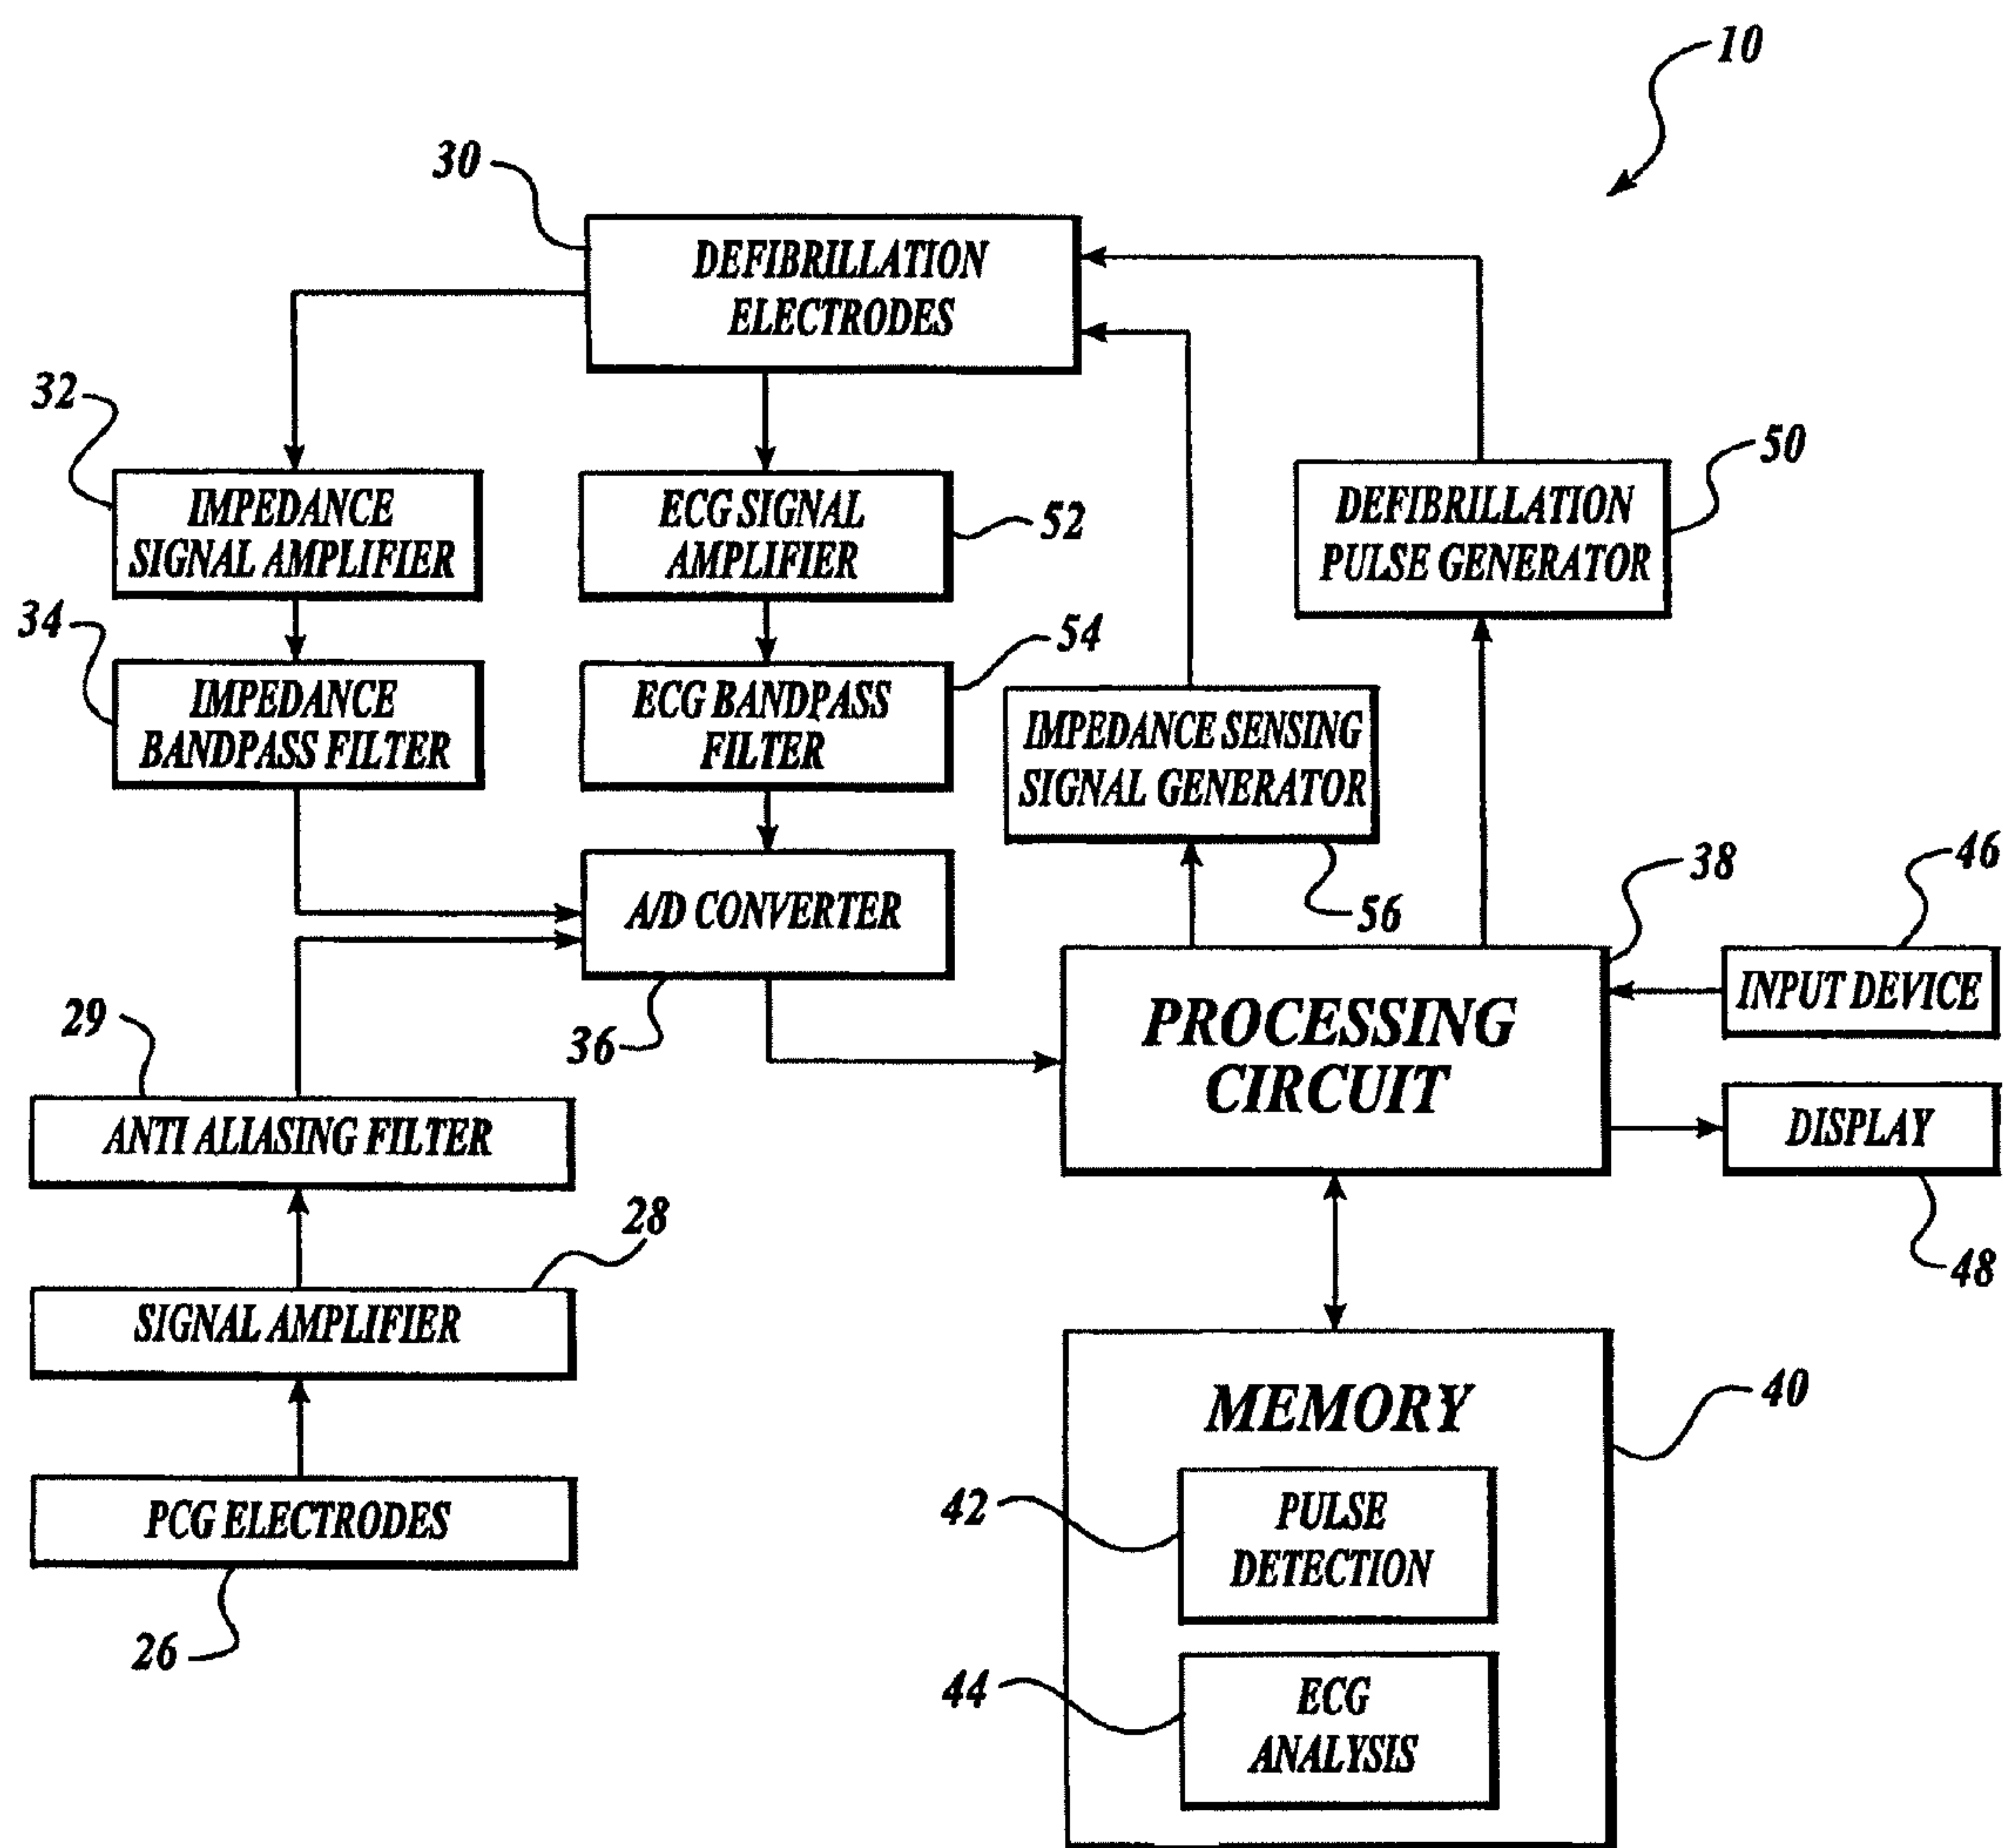 10
30
DEFIBRILLATION
ELECTRODES
32
IMPEDANCE
SIGNAL AMPLIFIER
ECG SIGNAL
AMPLIFIER
52
50
DEFIBRILLATION
PULSE GENERATOR
34
IMPEDANCE
BANDPASS FILTER
54
ECG BANDPASS
FILTER
IMPEDANCE SENSING
SIGNAL GENERATOR
56
A/D CONVERTER
36
38
46
INPUT DEVICE
PROCESSING
CIRCUIT
DISPLAY
48
29
ANTI ALIASING FILTER
28
SIGNAL AMPLIFIER
PCG ELECTRODES
26
MEMORY
40
42
PULSE
DETECTION
44
ECG
ANALYSIS